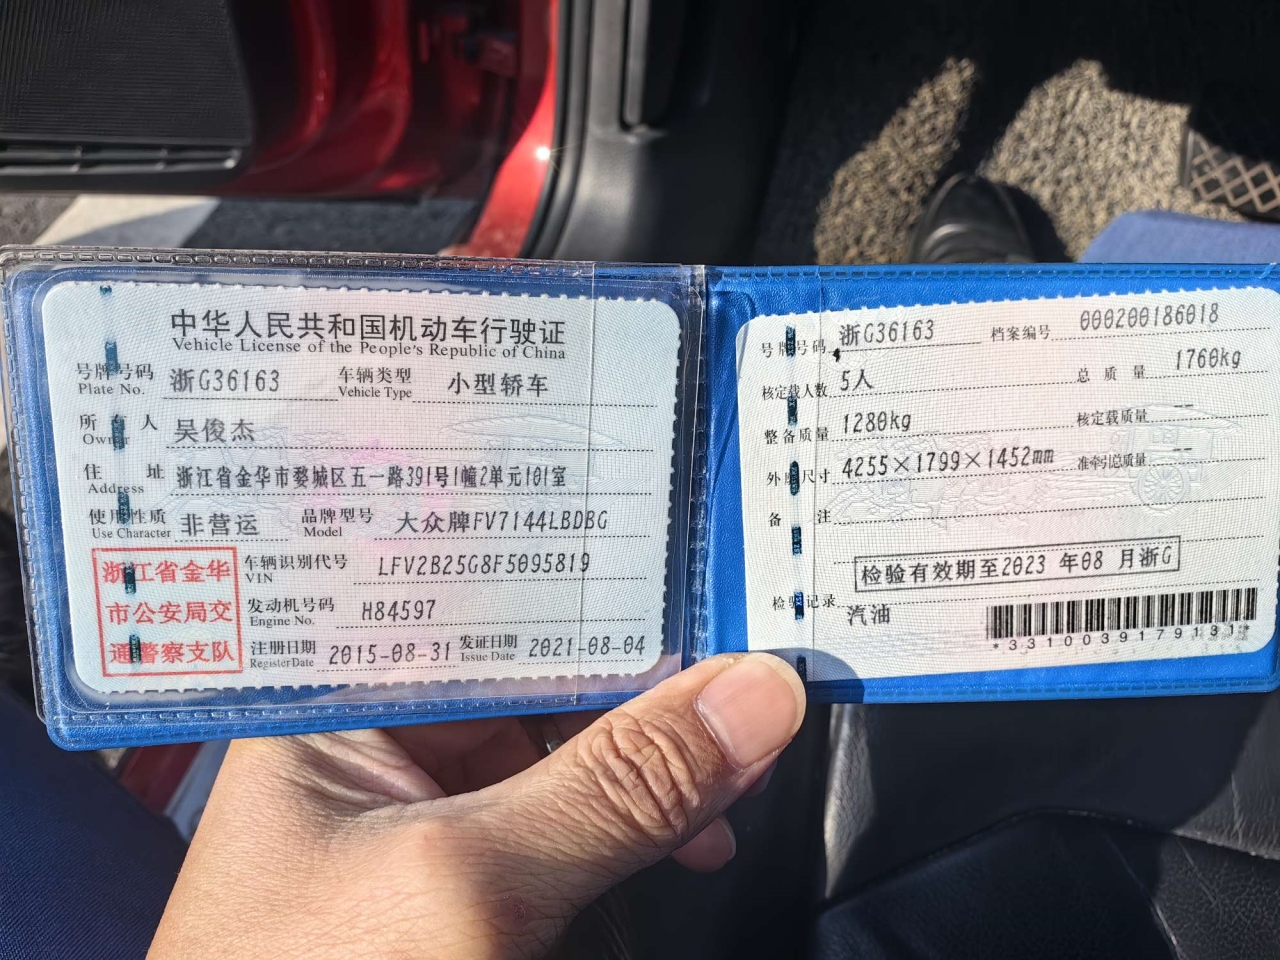 中华人民共和国机动车行驶证
Vehicle License of the People's Republic of China
号牌号码 浙G36163 车辆类型 小型轿车
Plate No. Vehicle Type
所有人 吴俊杰
Owner
住址 浙江省金华市婺城区五一路391号1幢2单元101室
Address
使用性质 非营运 品牌型号 大众牌FV7144LBDBG
Use Character Model
浙江省金华
市公安局交
通警察支队
车辆识别代号 LFV2B25G8F5095819
VIN
发动机号码 H84597
Engine No.
注册日期 2015-08-31 发证日期 2021-08-04
Register Date Issue Date
号牌号码 浙G36163 档案编号 000200186018
核定载人数 5人 总质量 1760kg
整备质量 1280kg 核定载质量 --
外廓尺寸 4255×1799×1452mm 准牵引总质量 --
备注
检验有效期至2023 年08 月浙G
检验记录 汽油
*3310039179131*